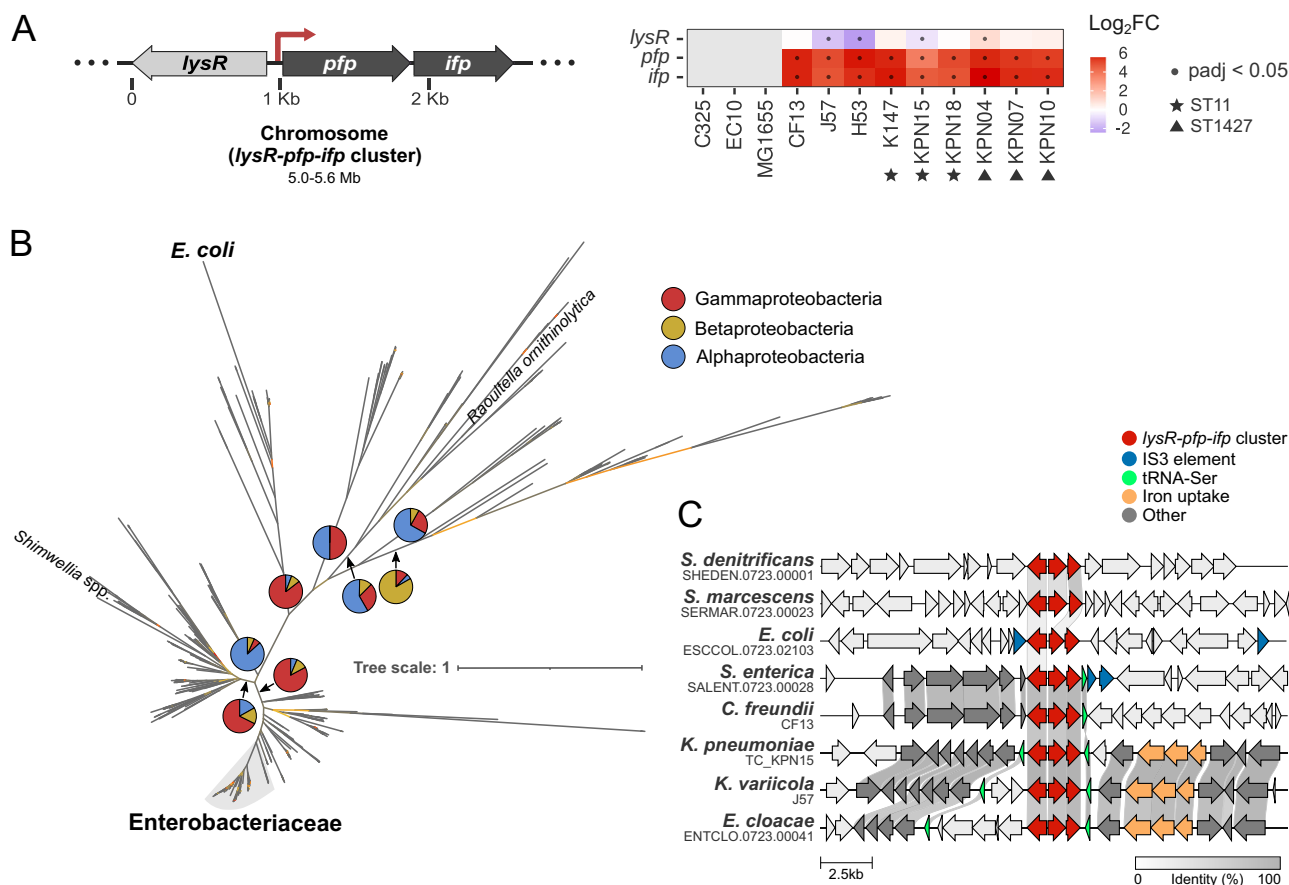 A
lysR
pfp
ifp
0
1 Kb
2 Kb
Chromosome
(lysR-pfp-ifp cluster)
5.0-5.6 Mb
lysR
pfp
ifp
C325
EC10
MG1655
CF13
J57
H53
K147
KPN15
KPN18
KPN04
KPN07
KPN10
Log2FC
6
4
2
0
-2
padj < 0.05
ST11
ST1427
B
E. coli
Raoultella ornithinolytica
Shimwellia spp.
Enterobacteriaceae
Tree scale: 1
Gammaproteobacteria
Betaproteobacteria
Alphaproteobacteria
lysR-pfp-ifp cluster
IS3 element
tRNA-Ser
Iron uptake
Other
C
S. denitrificans
SHEDEN.0723.00001
S. marcescens
SERMAR.0723.00023
E. coli
ESCCOL.0723.02103
S. enterica
SALENT.0723.00028
C. freundii
CF13
K. pneumoniae
TC_KPN15
K. variicola
J57
E. cloacae
ENTCLO.0723.00041
2.5kb
0 Identity (%) 100